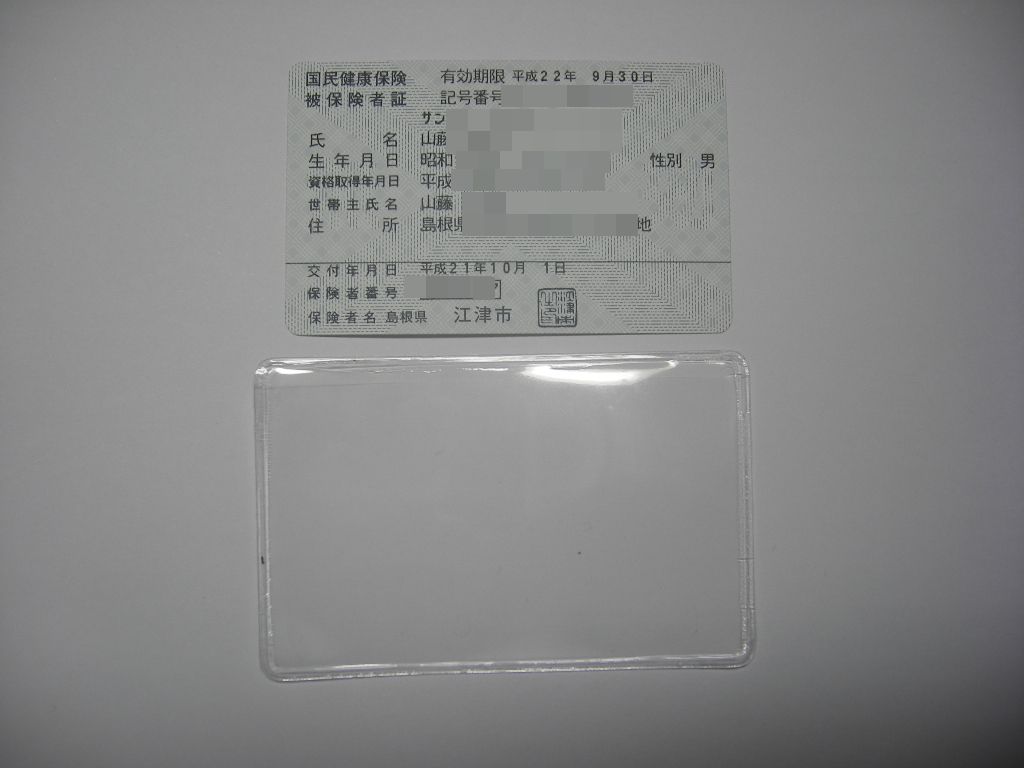 国民健康保険 有効期限 平成22年 9月30日
被保険者証 記号番号
サン
氏名 山藤
生年月日 昭和 性別 男
資格取得年月日 平成
世帯主氏名 山藤
住所 島根県 地
交付年月日 平成21年10月 1日
保険者番号
保険者名 島根県 江津市